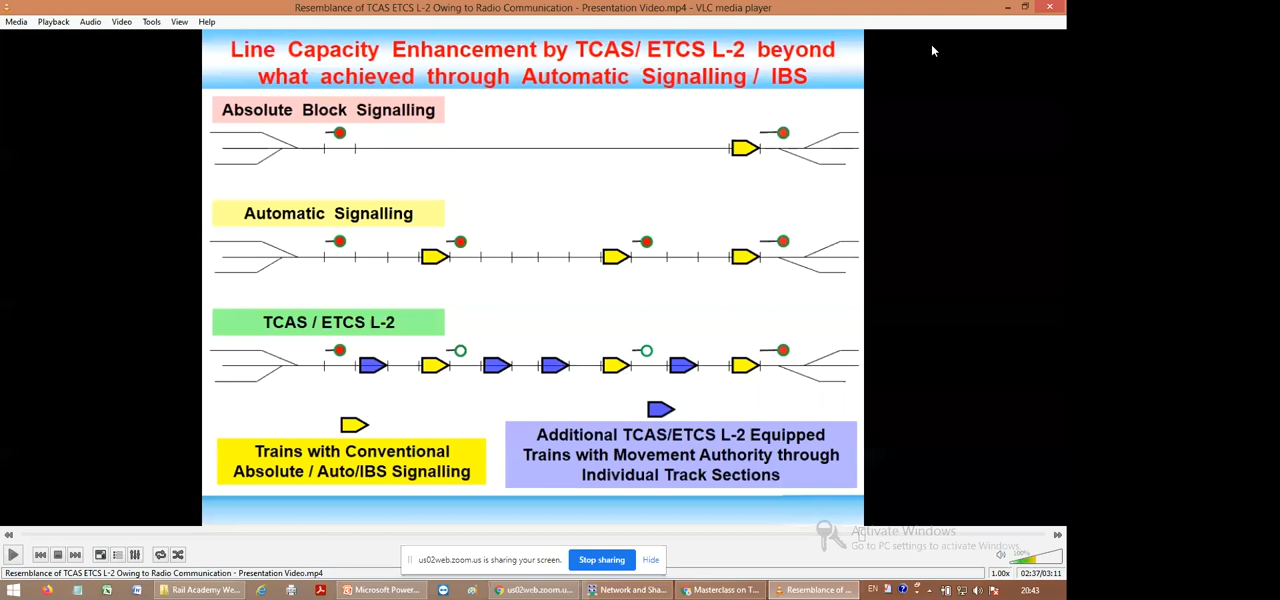 Resemblance of TCAS ETCS L-2 Owing to Radio Communication - Presentation Video.mp4 - VLC media player
Media Playback Audio Video Tools View Help
Line Capacity Enhancement by TCAS/ ETCS L-2 beyond
what achieved through Automatic Signalling / IBS
Absolute Block Signalling
Automatic Signalling
TCAS / ETCS L-2
Trains with Conventional
Absolute / Auto/IBS Signalling
Additional TCAS/ETCS L-2 Equipped
Trains with Movement Authority through
Individual Track Sections
Activate Windows
Go to PC settings to activate Windows.
100%
us02web.zoom.us is sharing your screen. Stop sharing Hide
Resemblance of TCAS ETCS L-2 Owing to Radio Communication - Presentation Video.mp4 1.00x 02:37/03:11
Rail Academy We... Microsoft Power... us02web.zoom.u... Network and Sha... Masterclass on T... Resemblance of ... EN 20:43